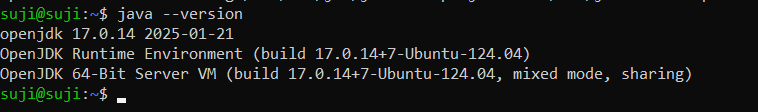 suji@suji:~$ java --version
openjdk 17.0.14 2025-01-21
OpenJDK Runtime Environment (build 17.0.14+7-Ubuntu-124.04)
OpenJDK 64-Bit Server VM (build 17.0.14+7-Ubuntu-124.04, mixed mode, sharing)
suji@suji:~$